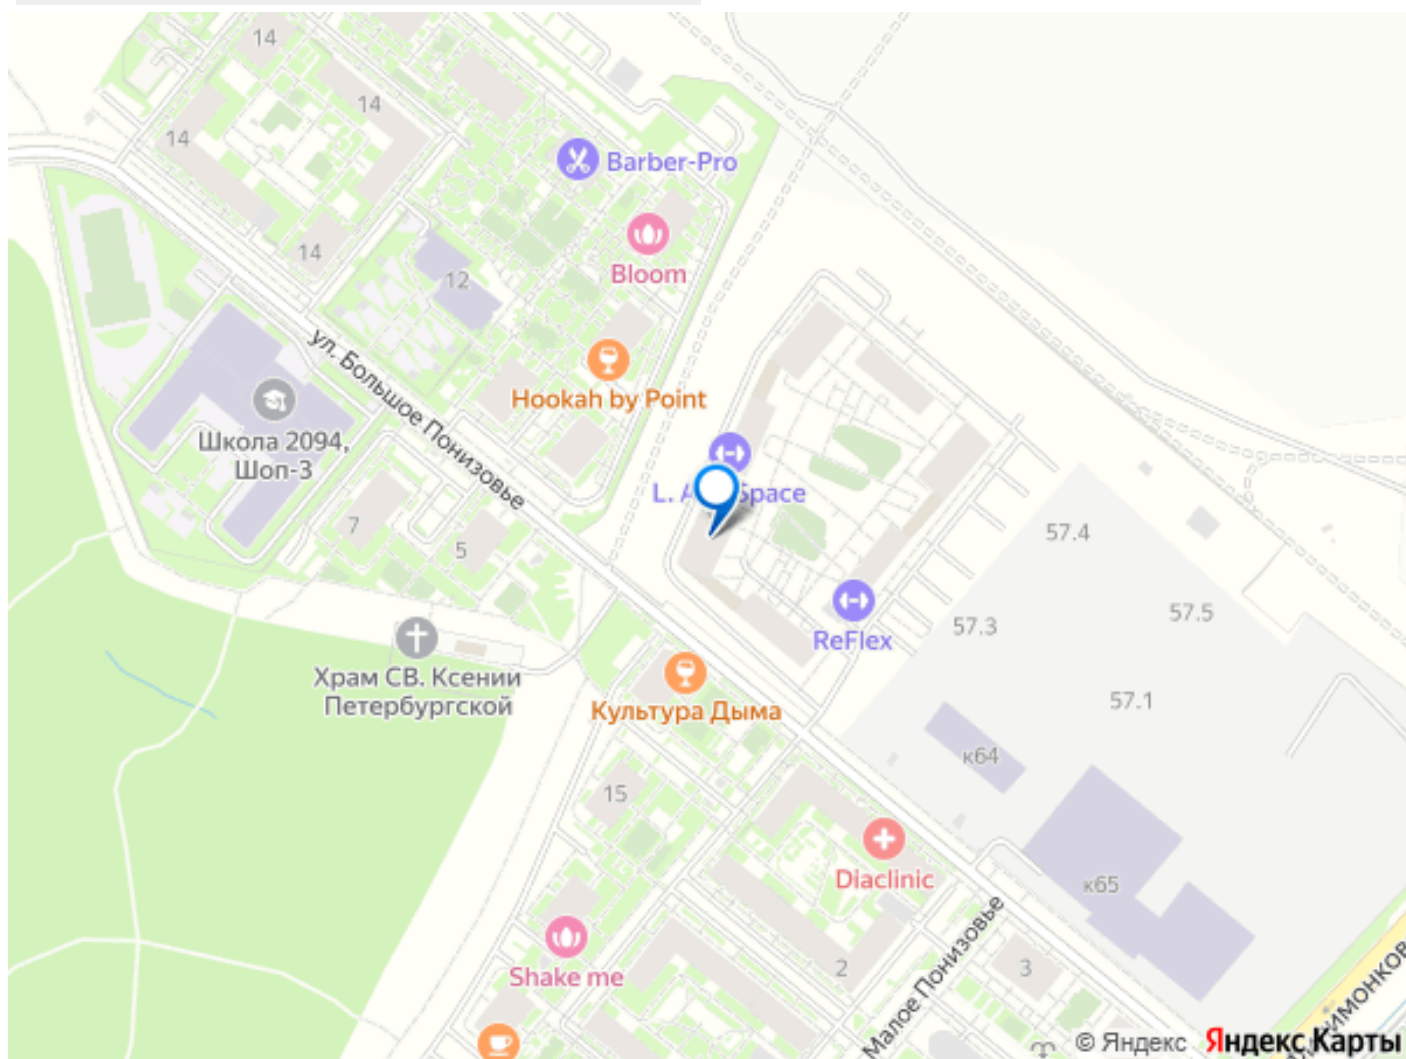 14
14
14
Barber-Pro
14
Bloom
12
ул. Большое Понизовье
Hookah by Point
Школа 2094,
Шоп-3
L. A Space
7
5
57.4
57.5
57.3
ReFlex
Храм СВ. Ксении
Петербургской
57.1
Культура Дыма
к64
15
Diaclinic
к65
Малое Понизовье
2
3
Shake me
© Яндекс Яндекс Карты